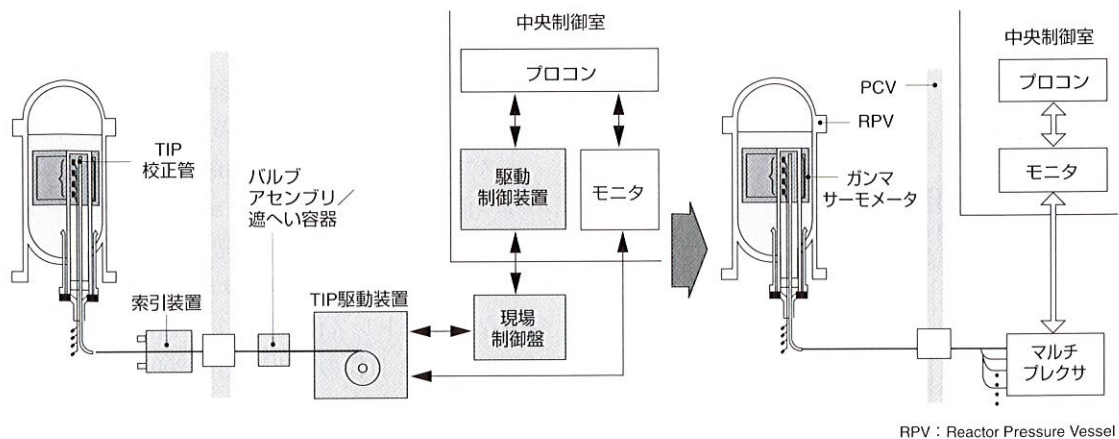 中央制御室
プロコン
TIP
校正管
バルブ
アセンブリ／
遮へい容器
駆動
制御装置
モニタ
索引装置
TIP駆動装置
現場
制御盤
中央制御室
プロコン
PCV
RPV
モニタ
ガンマ
サーモメータ
マルチ
プレクサ
RPV：Reactor Pressure Vessel